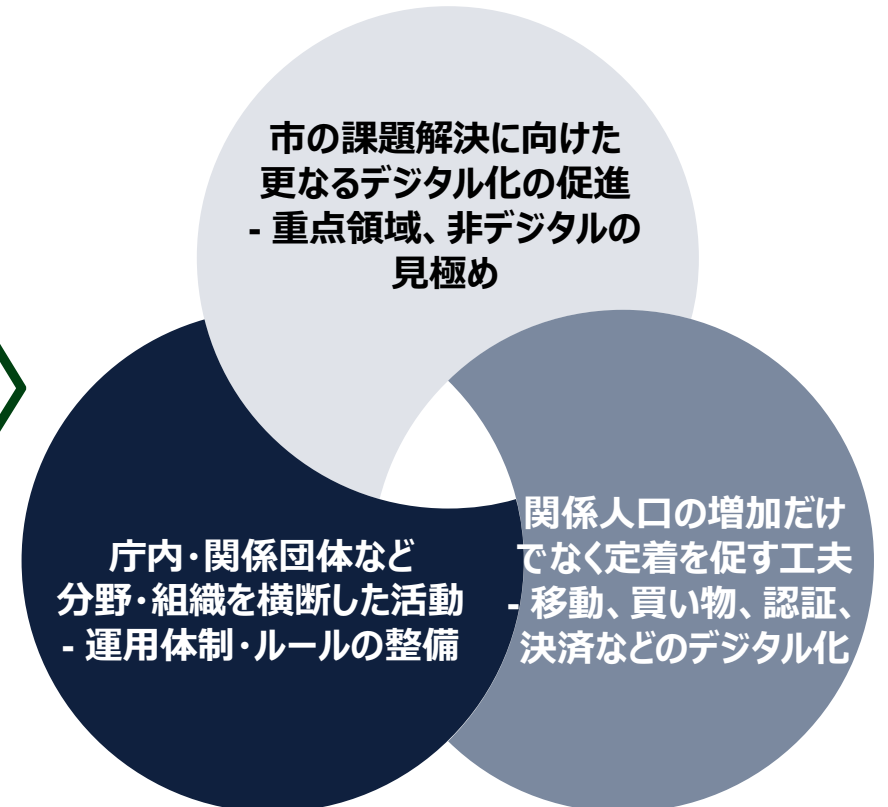 市の課題解決に向けた
更なるデジタル化の促進
- 重点領域、非デジタルの
見極め
庁内・関係団体など
分野・組織を横断した活動
- 運用体制・ルールの整備
関係人口の増加だけ
でなく定着を促す工夫
- 移動、買い物、認証、
決済などのデジタル化